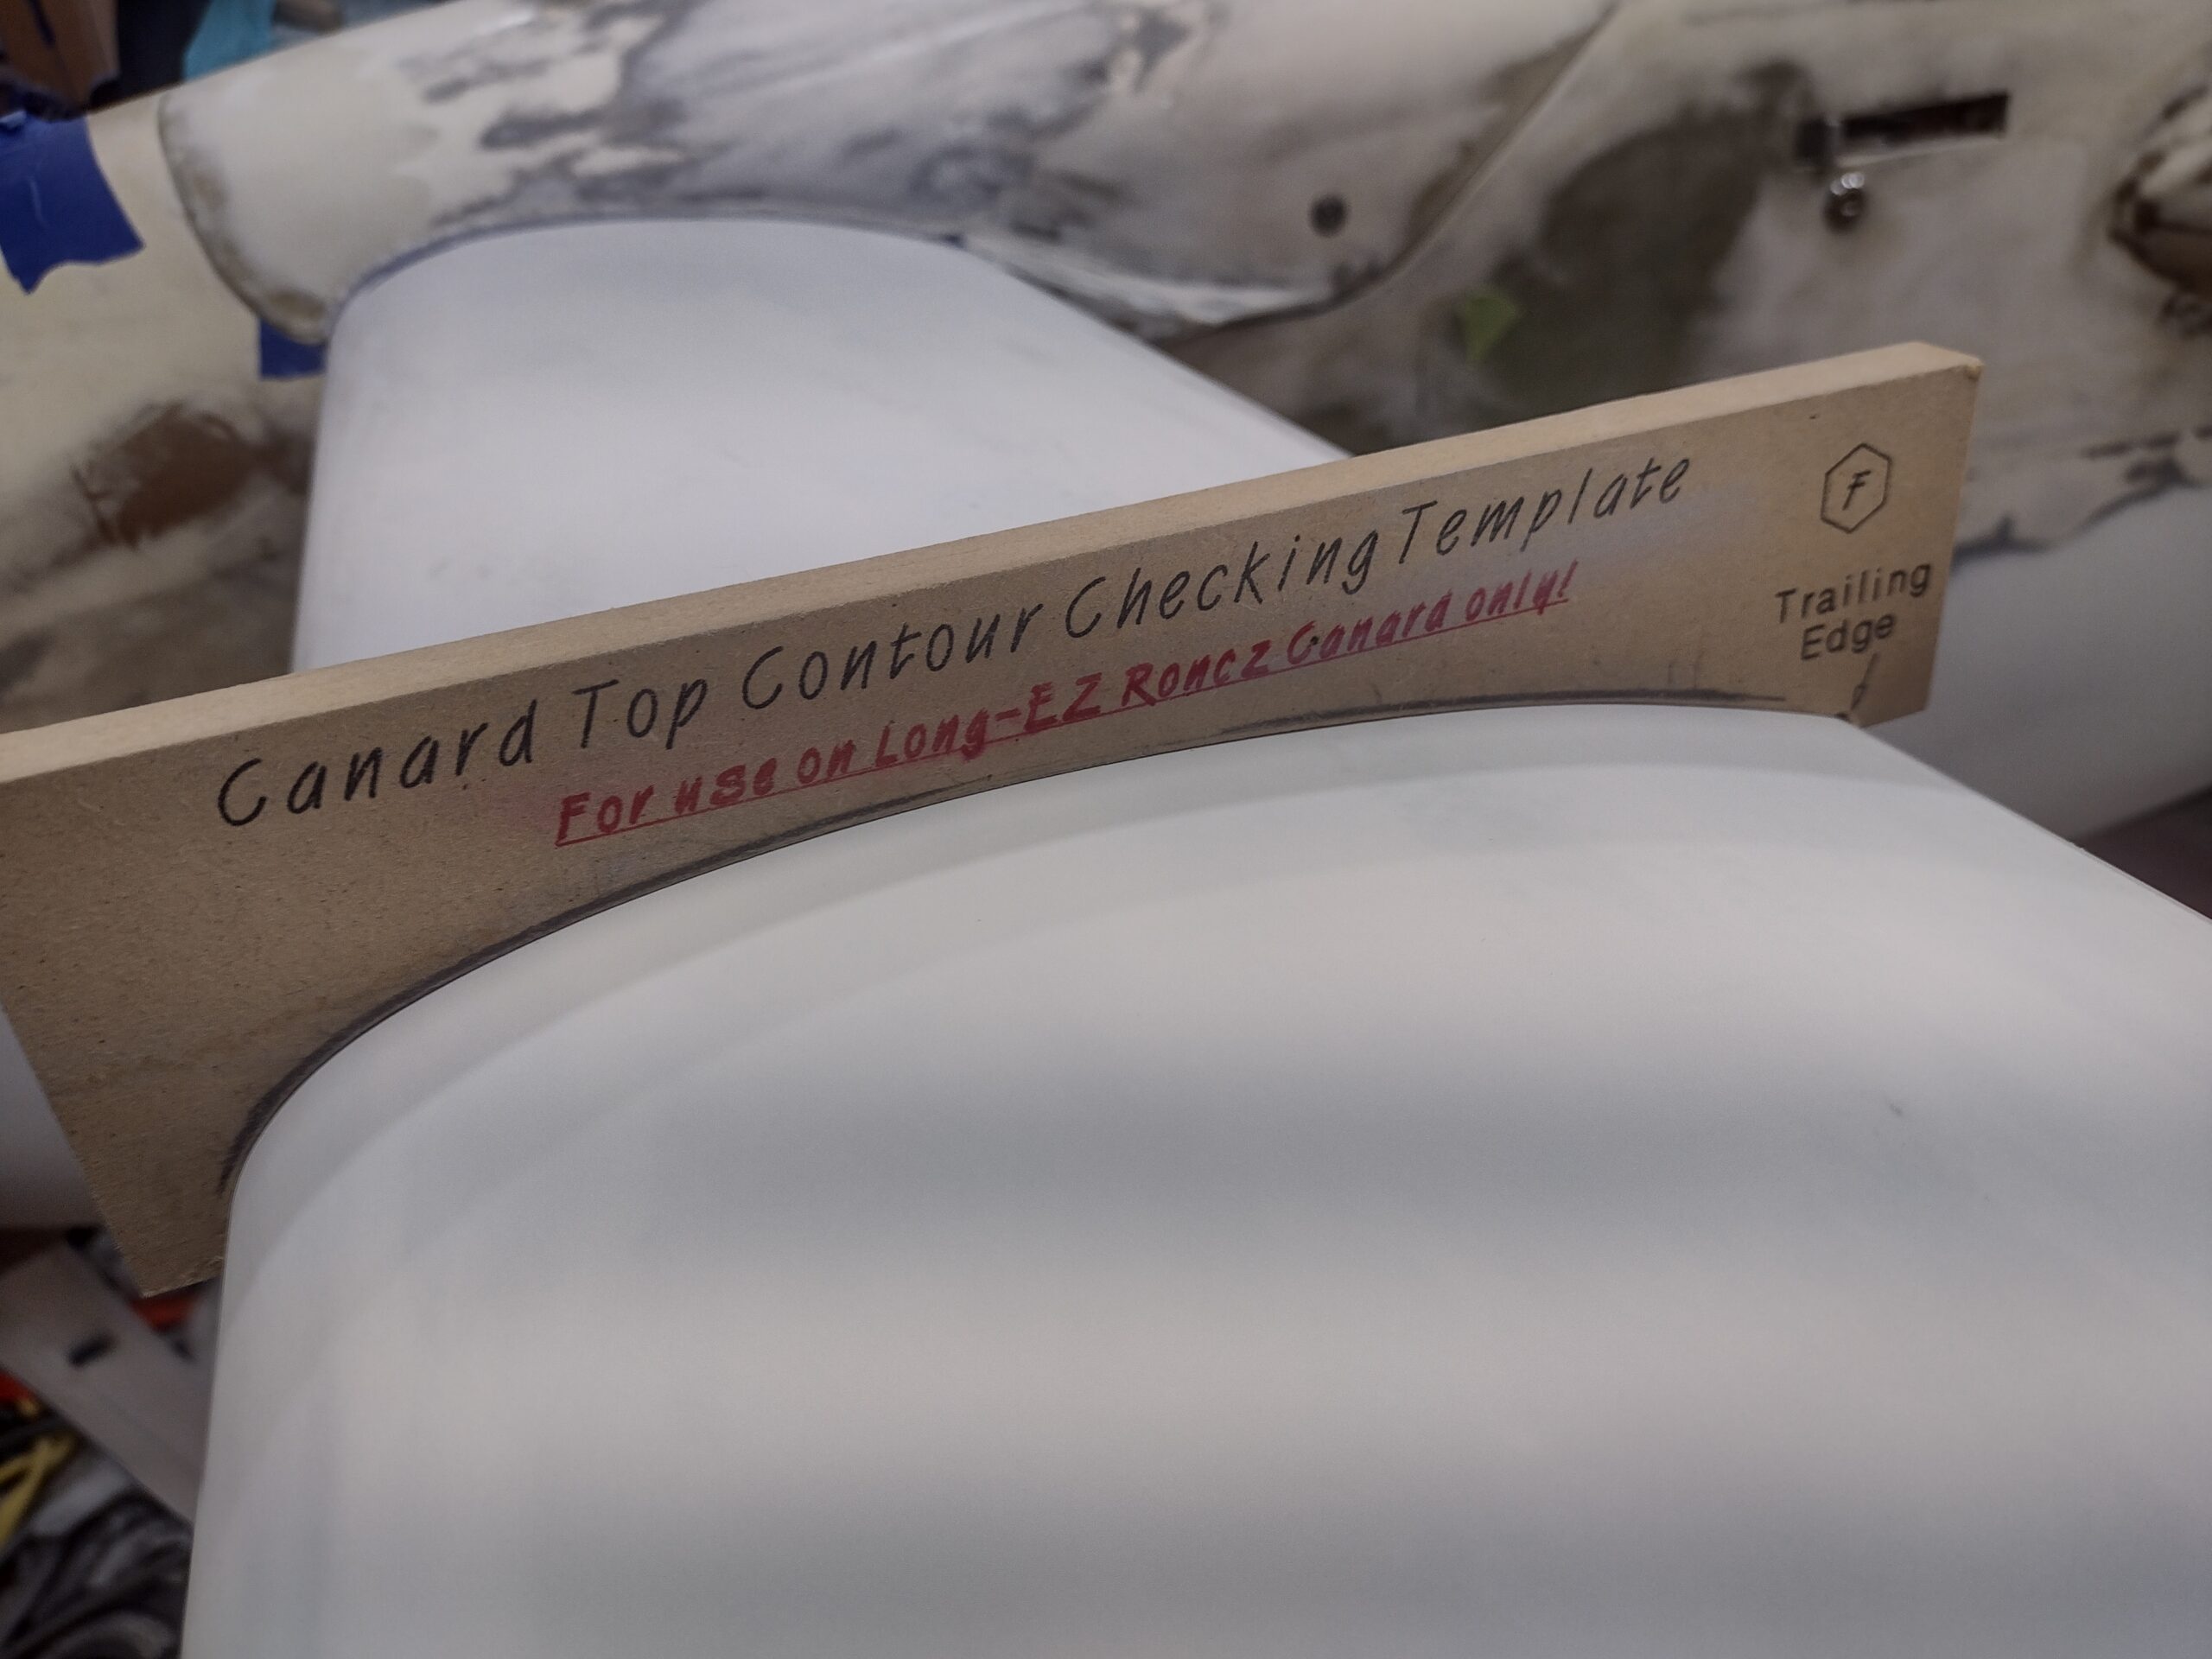 Canard Top Contour Checking Template
For use on Long-EZ Roncz Canard only!
F
Trailing
Edge